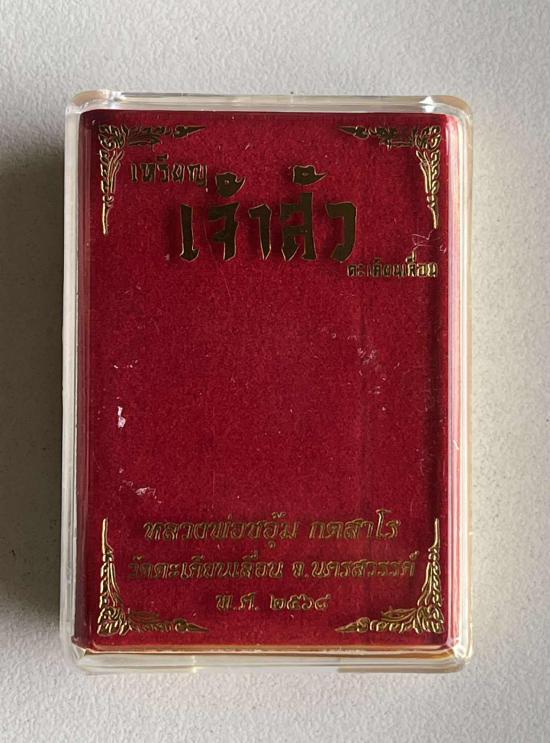 เหรียญ
เจ้าสัว
ตะเคียนเลื่อน
หลวงพ่อชอุ้ม กตสาโร
วัดตะเคียนเลื่อน จ.นครสวรรค์
พ.ศ. ๒๕๖๘